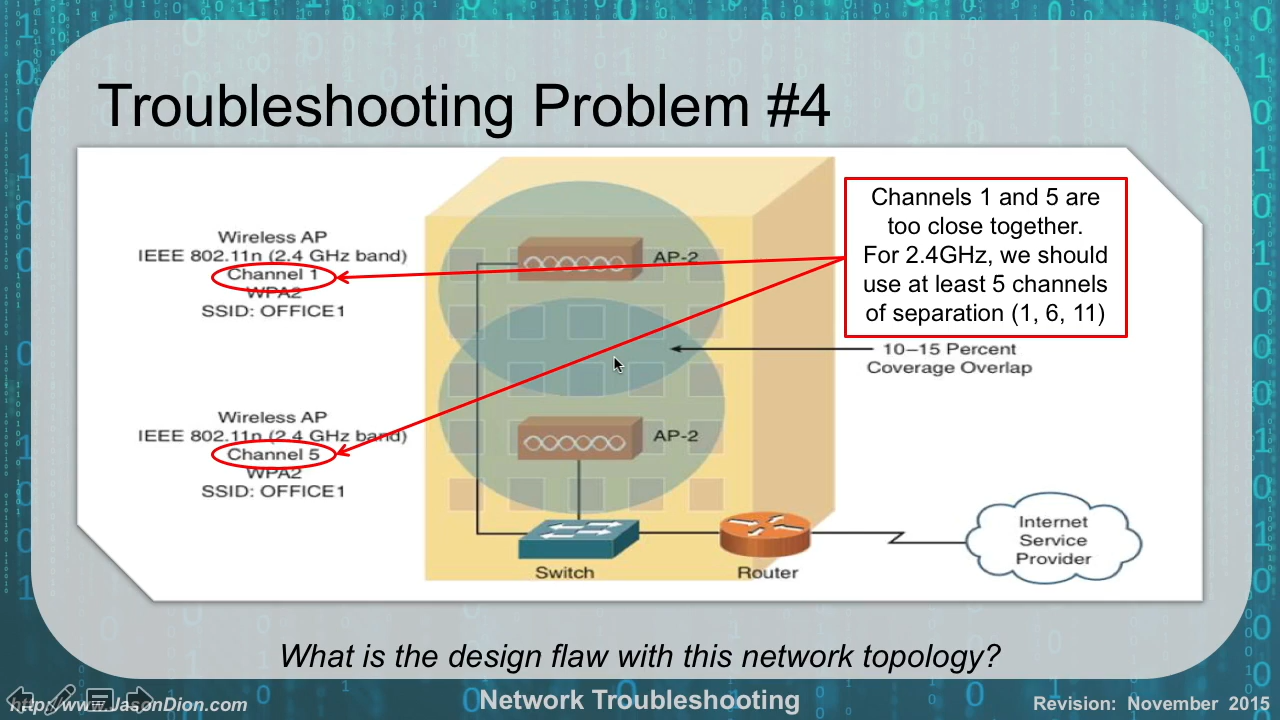 Troubleshooting Problem #4
Wireless AP
IEEE 802.11n (2.4 GHz band)
Channel 1
WPA2
SSID: OFFICE1
AP-2
Channels 1 and 5 are
too close together.
For 2.4GHz, we should
use at least 5 channels
of separation (1, 6, 11)
10–15 Percent
Coverage Overlap
Wireless AP
IEEE 802.11n (2.4 GHz band)
Channel 5
WPA2
SSID: OFFICE1
AP-2
Switch
Router
Internet
Service
Provider
What is the design flaw with this network topology?
http://www.JasonDion.com
Network Troubleshooting
Revision: November 2015